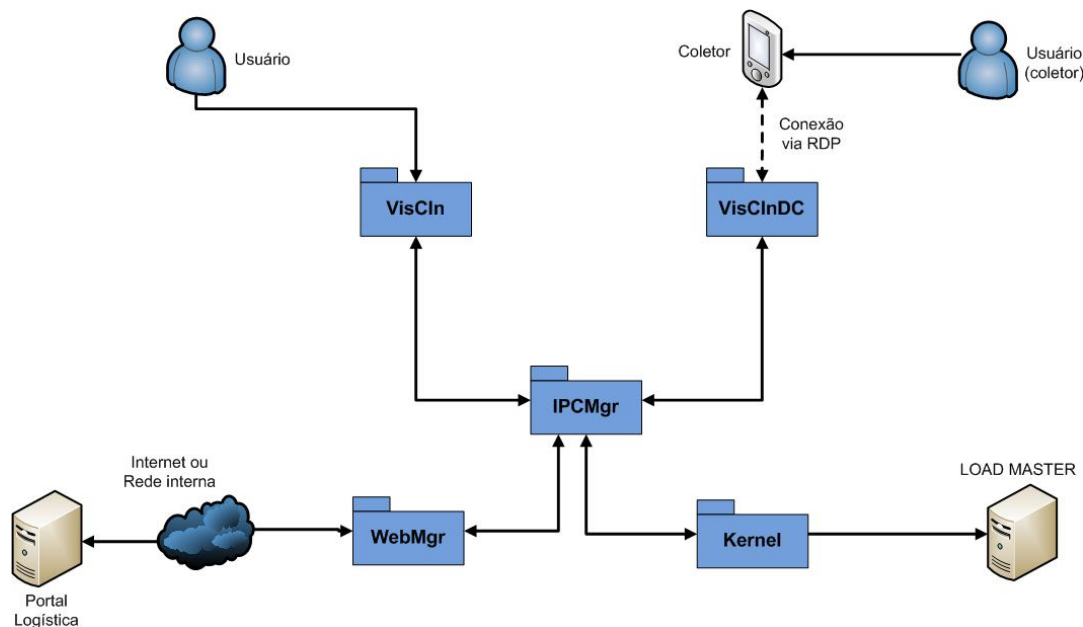 Usuário
Coletor
Usuário
(coletor)
Conexão
via RDP
VisCln
VisClnDC
IPCMgr
Internet ou
Rede interna
LOAD MASTER
WebMgr
Kernel
Portal
Logística